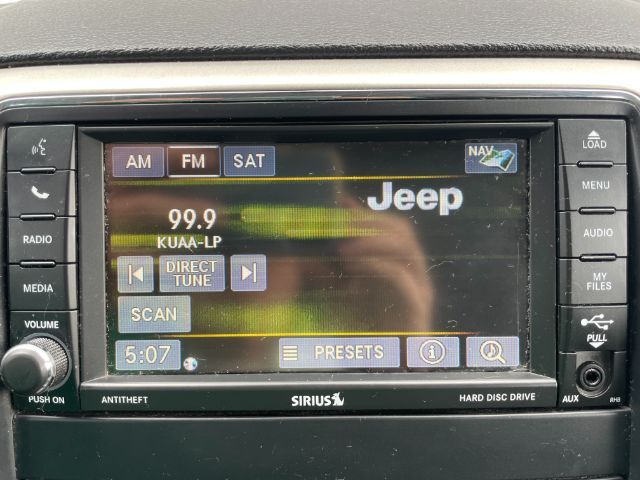 AM FM SAT NAV
Jeep
99.9
KUAA-LP
DIRECT
TUNE
SCAN
5:07 PRESETS
RADIO
MEDIA
VOLUME
PUSH ON
LOAD
MENU
AUDIO
MY
FILES
PULL
AUX RHB
ANTITHEFT SIRIUS HARD DISC DRIVE